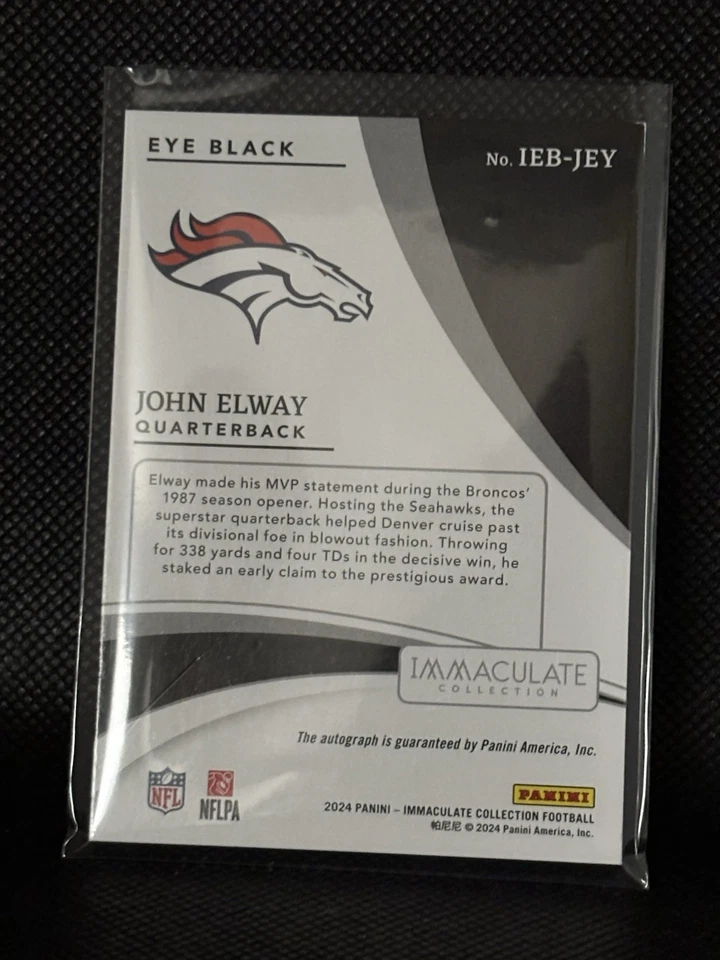 EYE BLACK
No. IEB-JEY
JOHN ELWAY
QUARTERBACK
Elway made his MVP statement during the Broncos'
1987 season opener. Hosting the Seahawks, the
superstar quarterback helped Denver cruise past
its divisional foe in blowout fashion. Throwing
for 338 yards and four TDs in the decisive win, he
staked an early claim to the prestigious award.
IMMACULATE
COLLECTION
The autograph is guaranteed by Panini America, Inc.
NFL
NFLPA
PANINI
2024 PANINI – IMMACULATE COLLECTION FOOTBALL
帕尼尼 © 2024 Panini America, Inc.